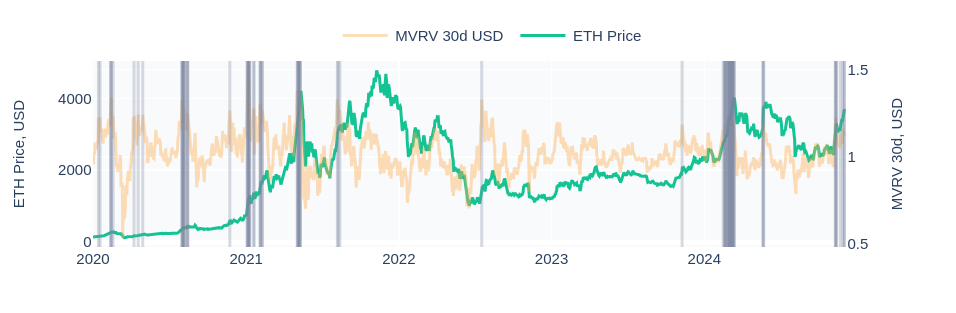 MVRV 30d USD ETH Price
ETH Price, USD
4000
2000
0
1.5
1
0.5
MVRV 30d, USD
2020 2021 2022 2023 2024